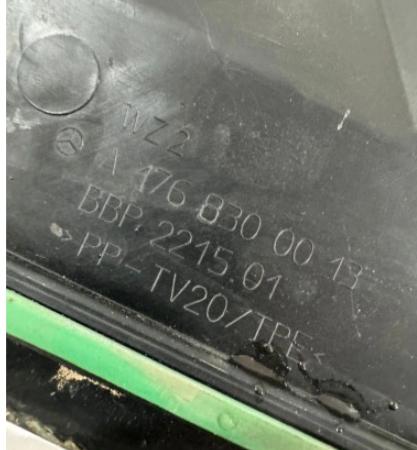 WZ2
A 176 830 00 13
BBP. 2215.01
>PP-TV20/TPE<